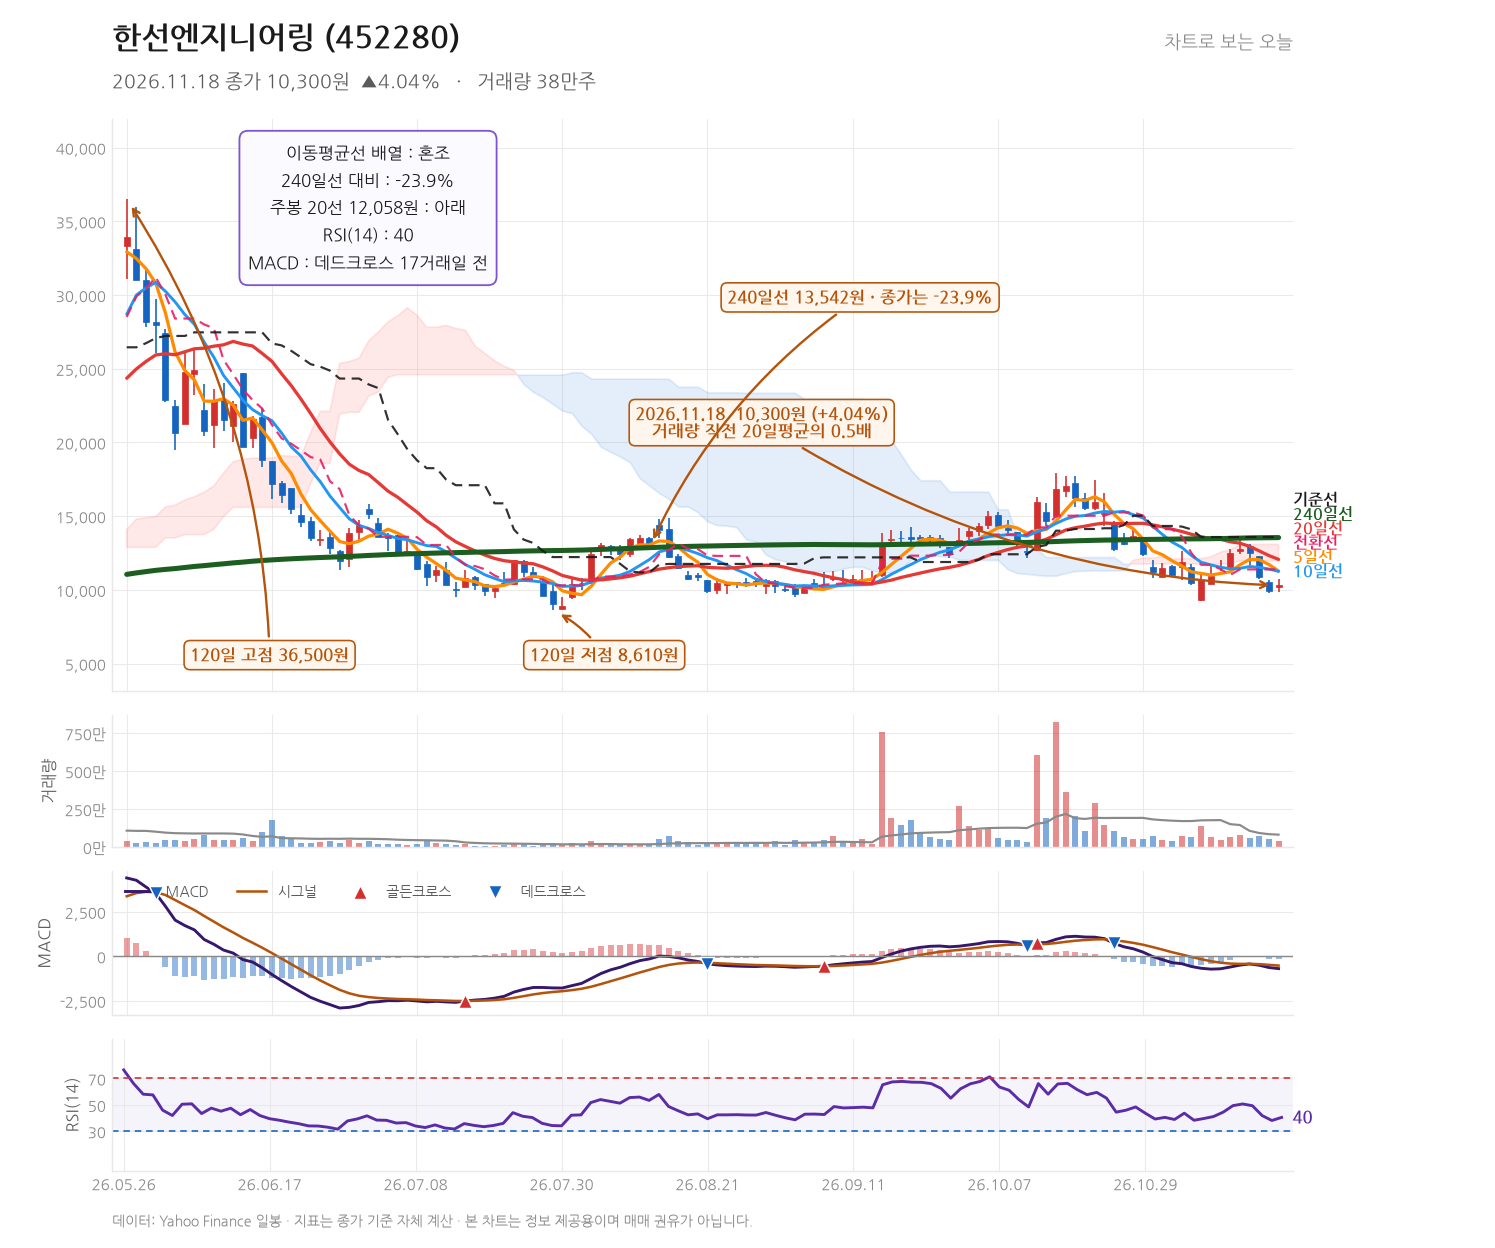 한선엔지니어링 (452280)
차트로 보는 오늘
2026.11.18 종가 10,300원 ▲4.04% · 거래량 38만주
이동평균선 배열 : 혼조
240일선 대비 : -23.9%
주봉 20선 12,058원 : 아래
RSI(14) : 40
MACD : 데드크로스 17거래일 전
240일선 13,542원 · 종가는 -23.9%
2026.11.18 10,300원 (+4.04%)
거래량 직전 20일평균의 0.5배
120일 고점 36,500원
120일 저점 8,610원
40,000
35,000
30,000
25,000
20,000
15,000
10,000
5,000
기준선
240일선
20일선
전환선
5일선
10일선
거래량
750만
500만
250만
0만
MACD
MACD
시그널
골든크로스
데드크로스
2,500
0
-2,500
RSI(14)
70
50
30
40
26.05.26
26.06.17
26.07.08
26.07.30
26.08.21
26.09.11
26.10.07
26.10.29
데이터: Yahoo Finance 일봉 · 지표는 종가 기준 자체 계산 · 본 차트는 정보 제공용이며 매매 권유가 아닙니다.